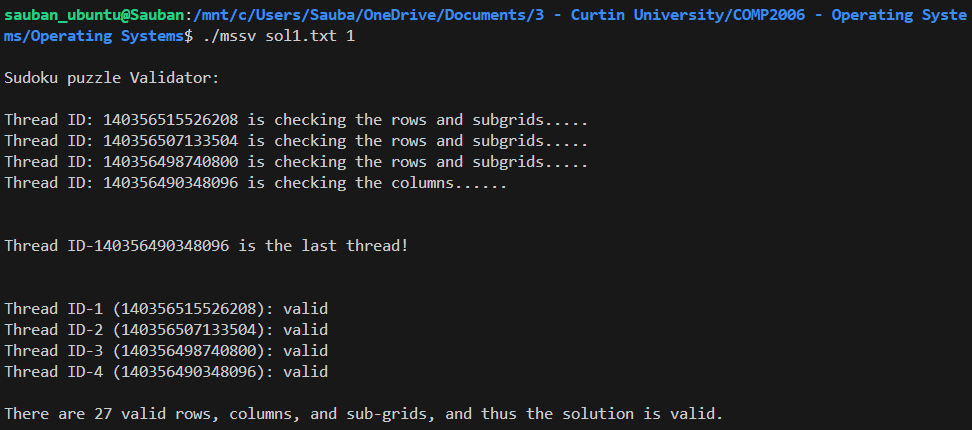 sauban_ubuntu@Sauban:/mnt/c/Users/Sauba/OneDrive/Documents/3 - Curtin University/COMP2006 - Operating Syste
ms/Operating Systems$ ./mssv sol1.txt 1
Sudoku puzzle Validator:
Thread ID: 140356515526208 is checking the rows and subgrids.....
Thread ID: 140356507133504 is checking the rows and subgrids.....
Thread ID: 140356498740800 is checking the rows and subgrids.....
Thread ID: 140356490348096 is checking the columns......
Thread ID-140356490348096 is the last thread!
Thread ID-1 (140356515526208): valid
Thread ID-2 (140356507133504): valid
Thread ID-3 (140356498740800): valid
Thread ID-4 (140356490348096): valid
There are 27 valid rows, columns, and sub-grids, and thus the solution is valid.